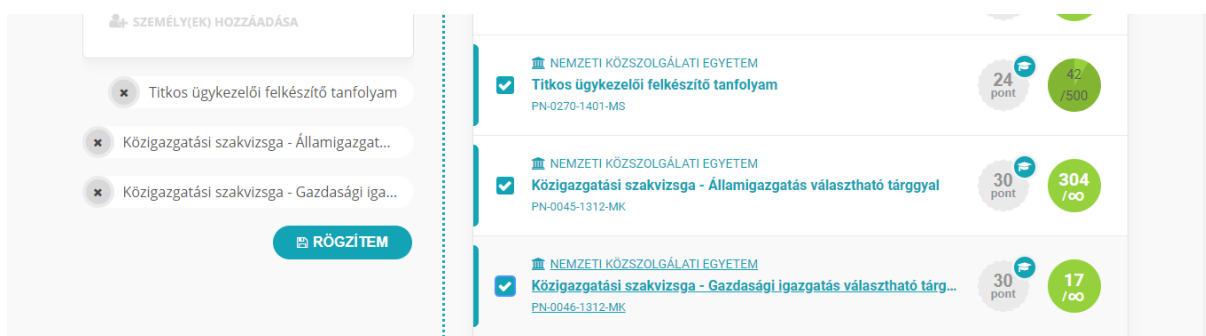 SZEMÉLY(EK) HOZZÁADÁSA
Titkos ügykezelői felkészítő tanfolyam
Közigazgatási szakvizsga - Államigazgat...
Közigazgatási szakvizsga - Gazdasági iga...
RÖGZÍTEM
NEMZETI KÖZSZOLGÁLATI EGYETEM
Titkos ügykezelői felkészítő tanfolyam
PN-0270-1401-MS
24
pont
42
/500
NEMZETI KÖZSZOLGÁLATI EGYETEM
Közigazgatási szakvizsga - Államigazgatás választható tárggyal
PN-0045-1312-MK
30
pont
304
/∞
NEMZETI KÖZSZOLGÁLATI EGYETEM
Közigazgatási szakvizsga - Gazdasági igazgatás választható tárg...
PN-0046-1312-MK
30
pont
17
/∞